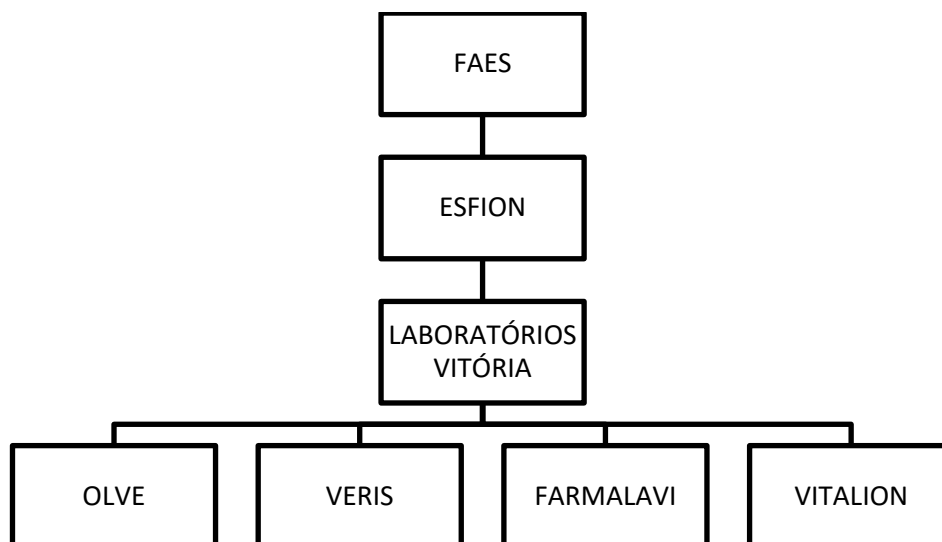 FAES
ESFION
LABORATÓRIOS
VITÓRIA
OLVE
VERIS
FARMALAVI
VITALION